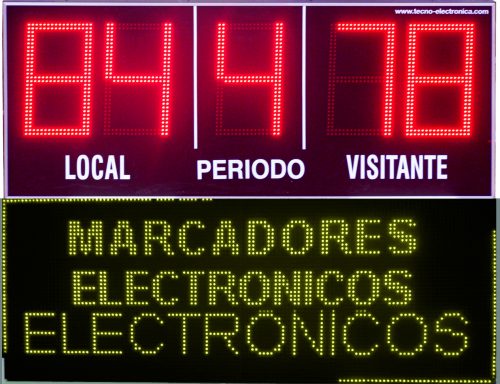 www.tecno-electronica.com
84 4 78
LOCAL PERIODO VISITANTE
MARCADORES
ELECTRONICOS
ELECTRONICOS